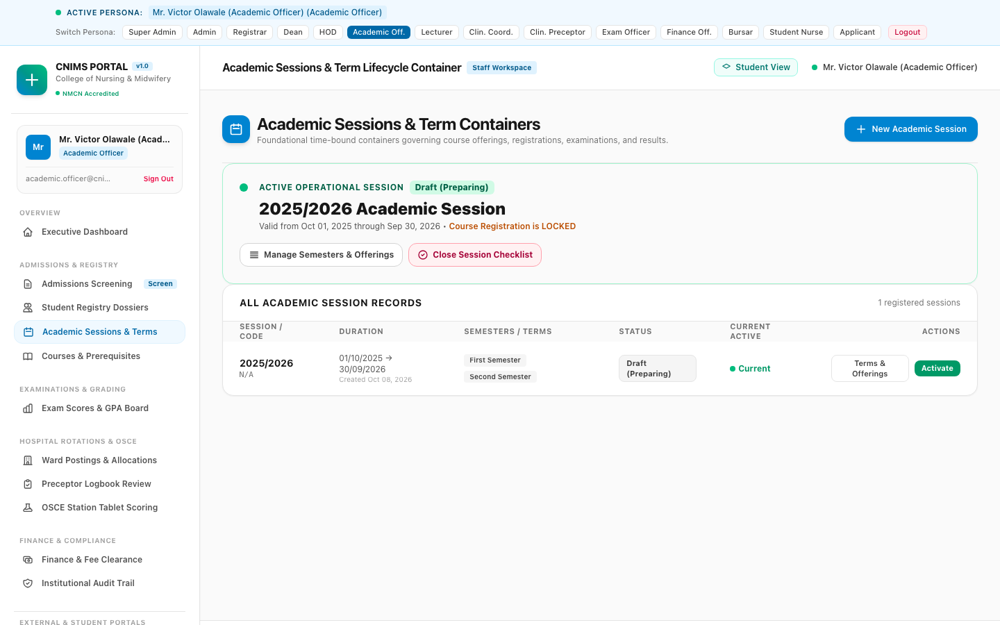 ACTIVE PERSONA: Mr. Victor Olawale (Academic Officer) (Academic Officer)
Switch Persona: Super Admin Admin Registrar Dean HOD Academic Off. Lecturer Clin. Coord. Clin. Preceptor Exam Officer Finance Off. Bursar Student Nurse Applicant Logout
CNIMS PORTAL v1.0
College of Nursing & Midwifery
NMCN Accredited
Mr
Mr. Victor Olawale (Acad...
Academic Officer
academic.officer@cni... Sign Out
OVERVIEW
Executive Dashboard
ADMISSIONS & REGISTRY
Admissions Screening Screen
Student Registry Dossiers
Academic Sessions & Terms
Courses & Prerequisites
EXAMINATIONS & GRADING
Exam Scores & GPA Board
HOSPITAL ROTATIONS & OSCE
Ward Postings & Allocations
Preceptor Logbook Review
OSCE Station Tablet Scoring
FINANCE & COMPLIANCE
Finance & Fee Clearance
Institutional Audit Trail
EXTERNAL & STUDENT PORTALS
Academic Sessions & Term Lifecycle Container Staff Workspace
Student View Mr. Victor Olawale (Academic Officer)
Academic Sessions & Term Containers
Foundational time-bound containers governing course offerings, registrations, examinations, and results.
New Academic Session
ACTIVE OPERATIONAL SESSION Draft (Preparing)
2025/2026 Academic Session
Valid from Oct 01, 2025 through Sep 30, 2026 • Course Registration is LOCKED
Manage Semesters & Offerings Close Session Checklist
ALL ACADEMIC SESSION RECORDS 1 registered sessions
SESSION / CODE DURATION SEMESTERS / TERMS STATUS CURRENT ACTIVE ACTIONS
2025/2026
N/A
01/10/2025 → 30/09/2026
Created Oct 08, 2026
First Semester
Second Semester
Draft (Preparing)
Current
Terms & Offerings
Activate